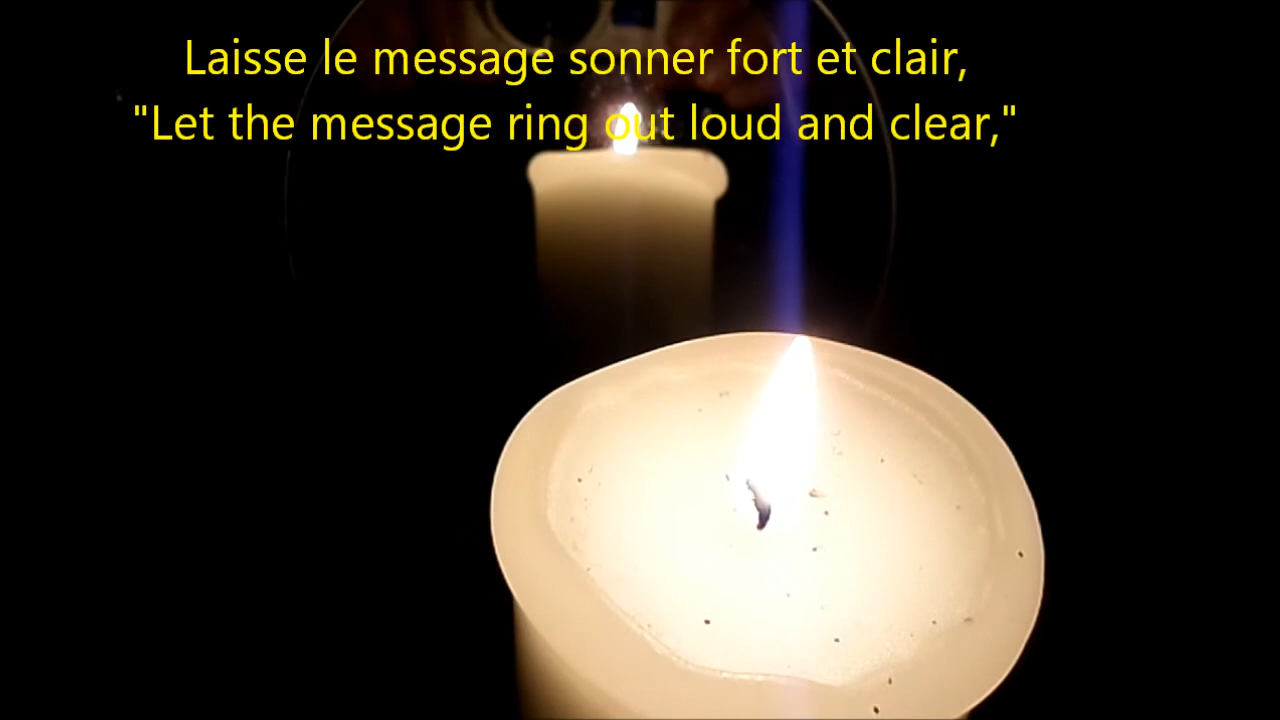 Laisse le message sonner fort et clair,
"Let the message ring out loud and clear,"